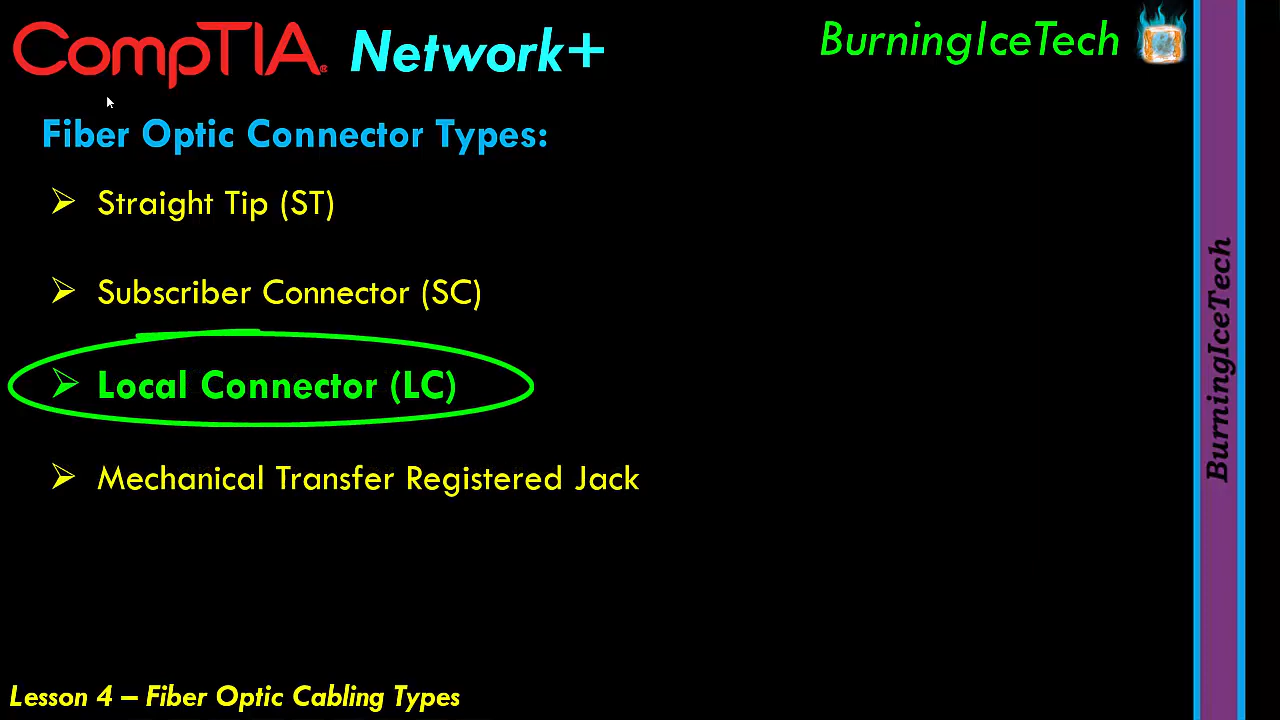 CompTIA® Network+
BurningIceTech
Fiber Optic Connector Types:
➢ Straight Tip (ST)
➢ Subscriber Connector (SC)
➢ Local Connector (LC)
➢ Mechanical Transfer Registered Jack
BurningIceTech
Lesson 4 – Fiber Optic Cabling Types